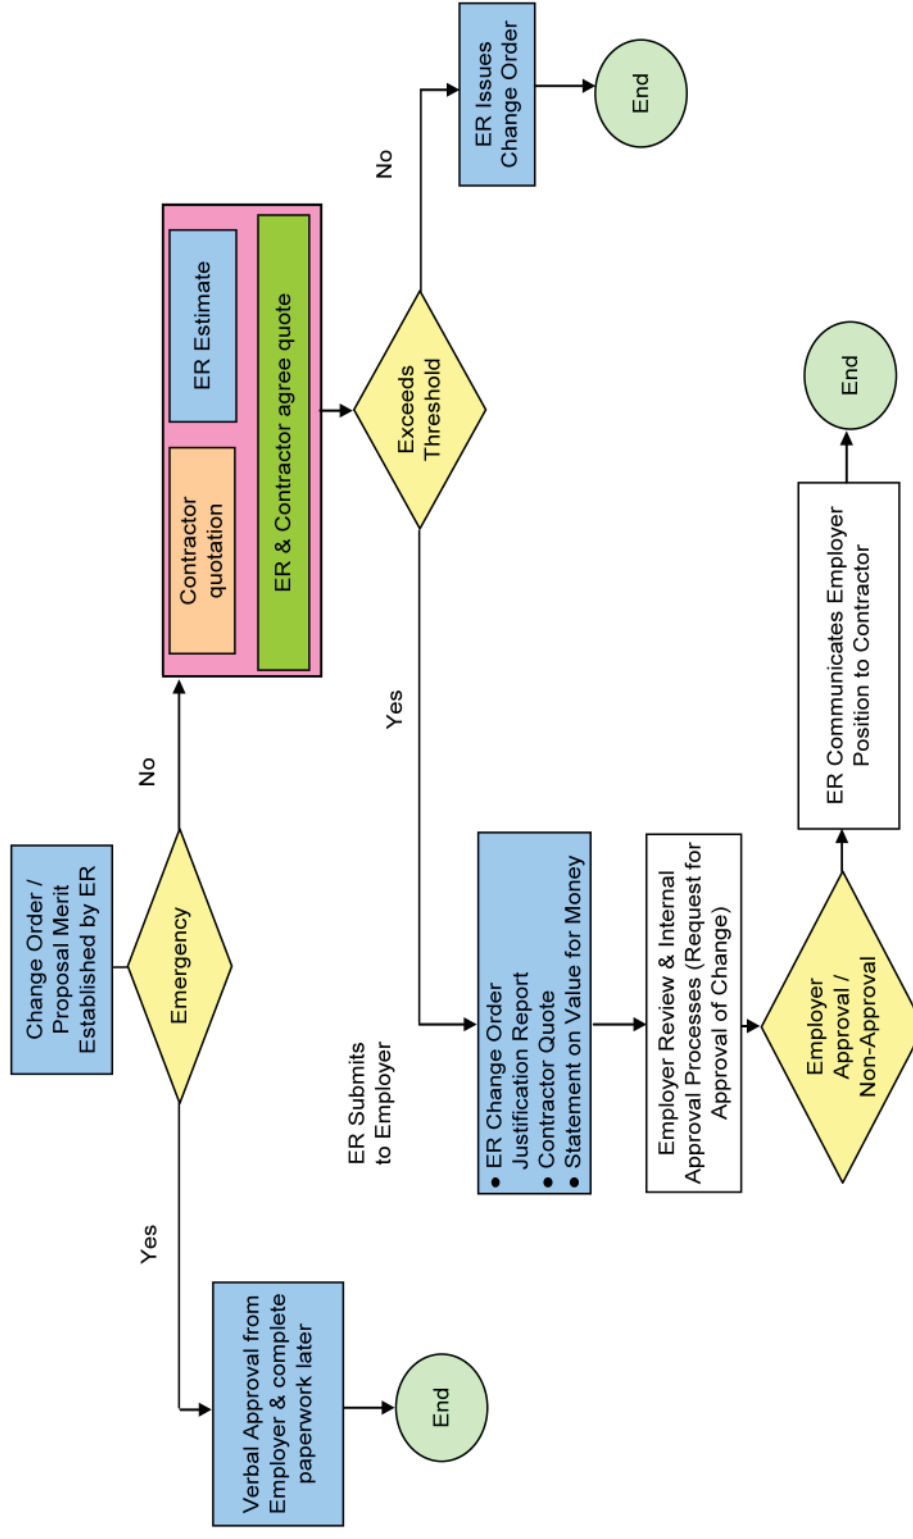 Change Order /
Proposal Merit
Established by ER
Emergency
Yes
No
Verbal Approval from
Employer & complete
paperwork later
End
Contractor
quotation
ER Estimate
ER & Contractor agree quote
Exceeds
Threshold
Yes
No
ER Issues
Change Order
End
ER Submits
to Employer
● ER Change Order
Justification Report
● Contractor Quote
● Statement on Value for Money
Employer Review & Internal
Approval Processes (Request for
Approval of Change)
Employer
Approval /
Non-Approval
ER Communicates Employer
Position to Contractor
End